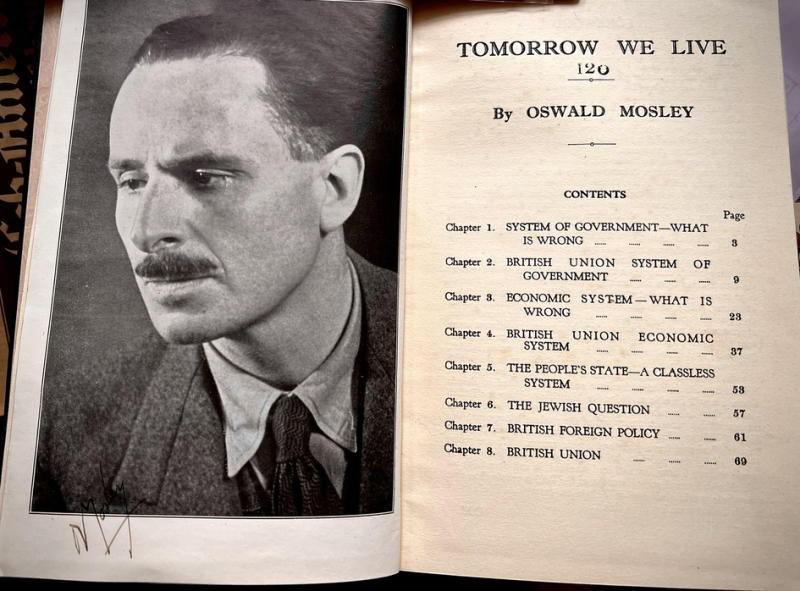 Mosley
TOMORROW WE LIVE
120
By OSWALD MOSLEY
CONTENTS
Page
Chapter 1. SYSTEM OF GOVERNMENT—WHAT
IS WRONG ...... ...... ...... ...... 3
Chapter 2. BRITISH UNION SYSTEM OF
GOVERNMENT ...... ...... ...... 9
Chapter 3. ECONOMIC SYSTEM—WHAT IS
WRONG ...... ...... ...... ...... 23
Chapter 4. BRITISH UNION ECONOMIC
SYSTEM ...... ...... ...... 37
Chapter 5. THE PEOPLE'S STATE—A CLASSLESS
SYSTEM ...... ...... ...... 53
Chapter 6. THE JEWISH QUESTION ...... ...... 57
Chapter 7. BRITISH FOREIGN POLICY ...... ...... 61
Chapter 8. BRITISH UNION ...... ...... ...... 69